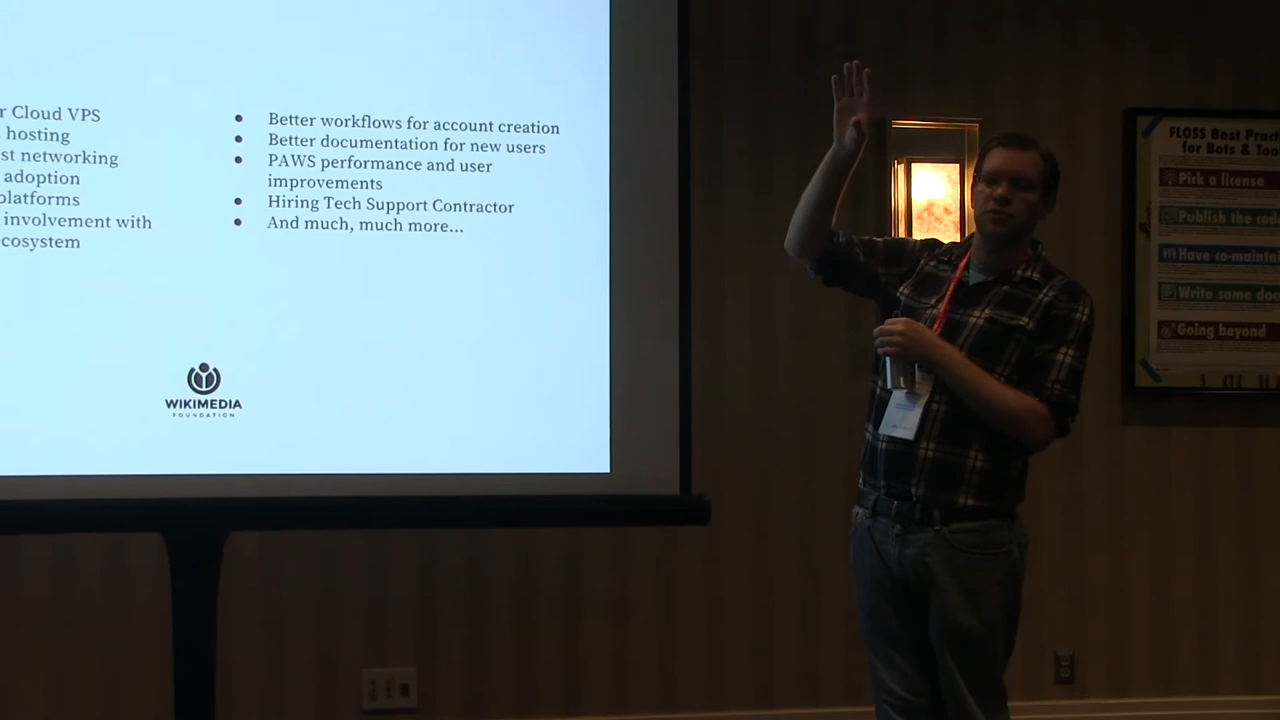 r Cloud VPS
hosting
st networking
adoption
platforms
involvement with
cosystem
● Better workflows for account creation
● Better documentation for new users
● PAWS performance and user
improvements
● Hiring Tech Support Contractor
● And much, much more...
WIKIMEDIA
FOUNDATION
FLOSS Best Practi
for Bots & Too
Pick a license
Publish the cod
Have co-maintai
Write some doc
Going beyond